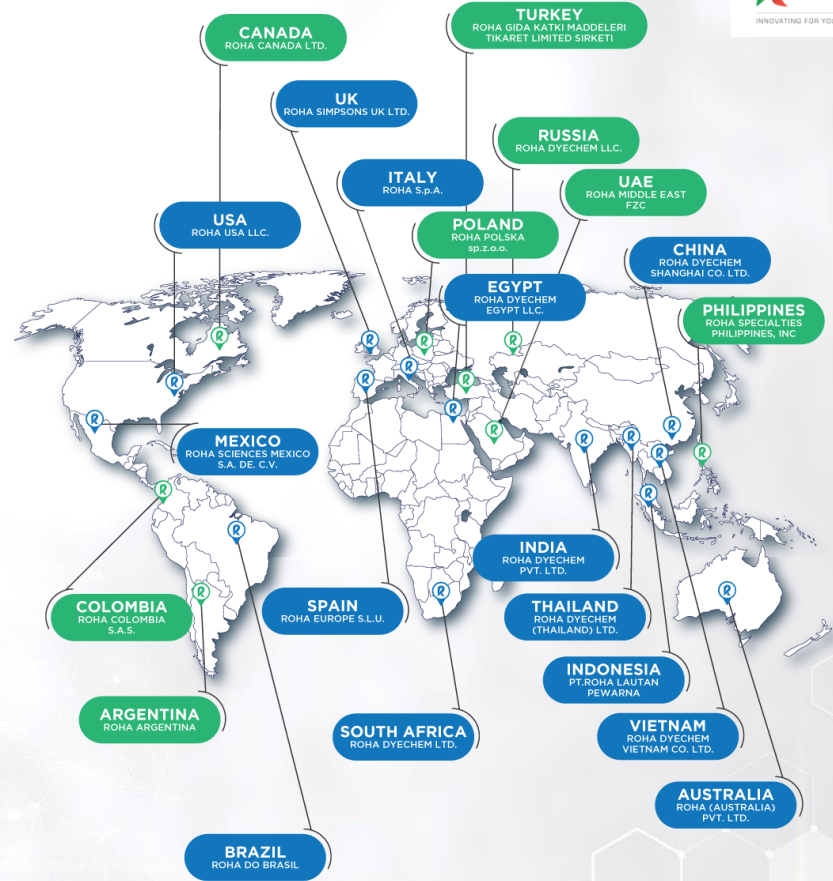 INNOVATING FOR YOU
CANADA
ROHA CANADA LTD.
TURKEY
ROHA GIDA KATKI MADDELERI
TIKARET LIMITED SIRKETI
UK
ROHA SIMPSONS UK LTD.
RUSSIA
ROHA DYECHEM LLC.
ITALY
ROHA S.p.A.
UAE
ROHA MIDDLE EAST
FZC
USA
ROHA USA LLC.
POLAND
ROHA POLSKA
sp.z.o.o.
CHINA
ROHA DYECHEM
SHANGHAI CO. LTD.
EGYPT
ROHA DYECHEM
EGYPT LLC.
PHILIPPINES
ROHA SPECIALTIES
PHILIPPINES, INC
MEXICO
ROHA SCIENCES MEXICO
S.A. DE. C.V.
INDIA
ROHA DYECHEM
PVT. LTD.
COLOMBIA
ROHA COLOMBIA
S.A.S.
SPAIN
ROHA EUROPE S.L.U.
THAILAND
ROHA DYECHEM
(THAILAND) LTD.
INDONESIA
PT.ROHA LAUTAN
PEWARNA
ARGENTINA
ROHA ARGENTINA
SOUTH AFRICA
ROHA DYECHEM LTD.
VIETNAM
ROHA DYECHEM
VIETNAM CO. LTD.
AUSTRALIA
ROHA (AUSTRALIA)
PVT. LTD.
BRAZIL
ROHA DO BRASIL